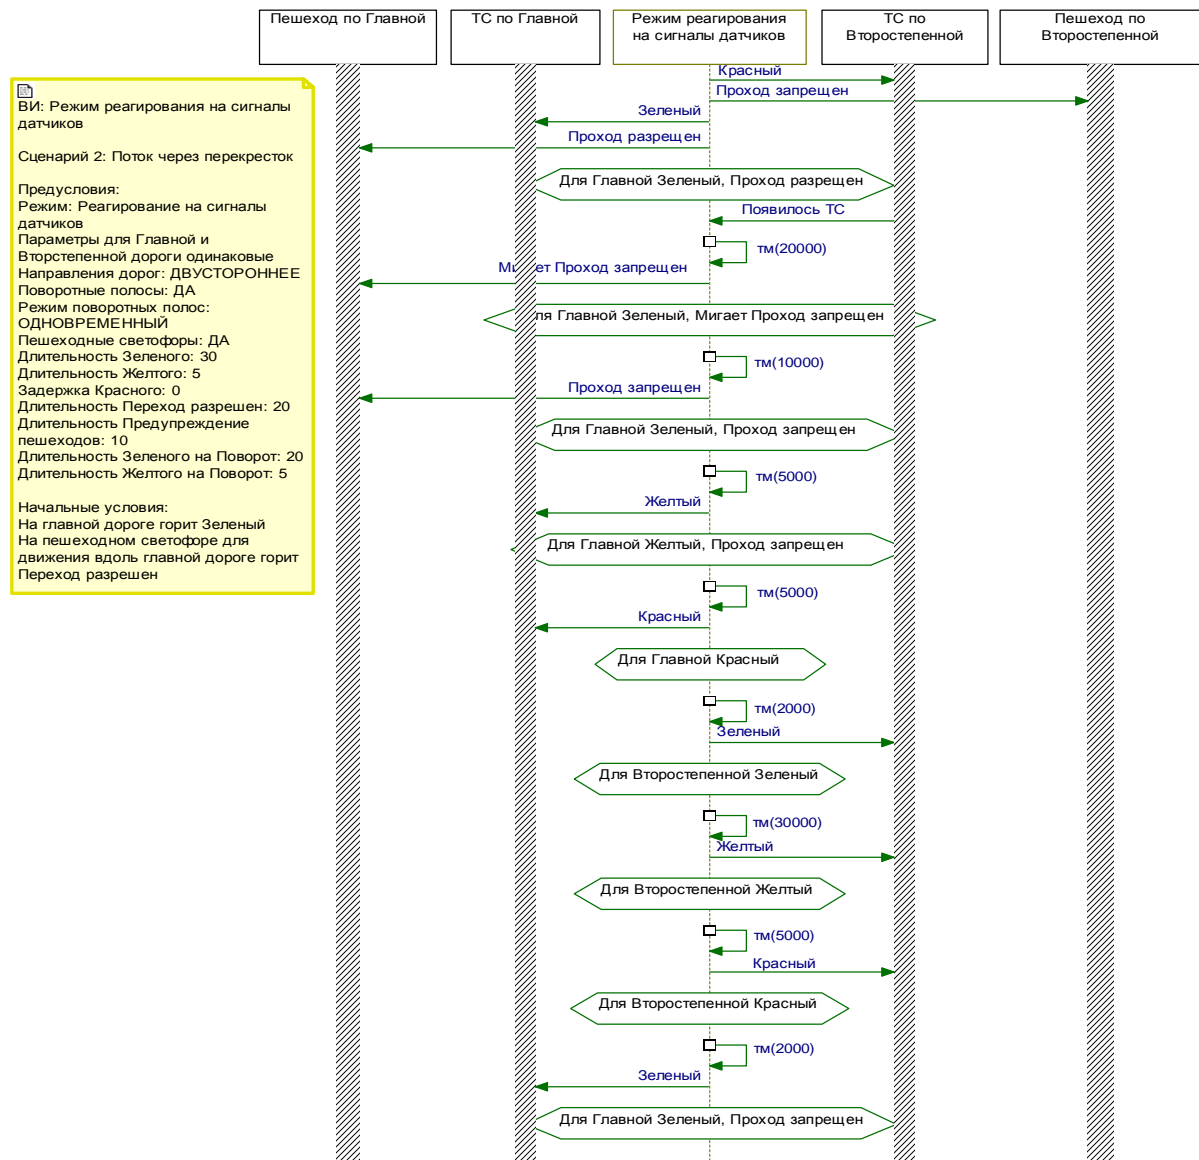 Пешеход по Главной
ТС по Главной
Режим реагирования
на сигналы датчиков
ТС по
Второстепенной
Пешеход по
Второстепенной
ВИ: Режим реагирования на сигналы
датчиков
Сценарий 2: Поток через перекресток
Предусловия:
Режим: Реагирование на сигналы
датчиков
Параметры для Главной и
Вторстепенной дороги одинаковые
Направления дорог: ДВУСТОРОННЕЕ
Поворотные полосы: ДА
Режим поворотных полос:
ОДНОВРЕМЕННЫЙ
Пешеходные светофоры: ДА
Длительность Зеленого: 30
Длительность Желтого: 5
Задержка Красного: 0
Длительность Переход разрешен: 20
Длительность Предупреждение
пешеходов: 10
Длительность Зеленого на Поворот: 20
Длительность Желтого на Поворот: 5
Начальные условия:
На главной дороге горит Зеленый
На пешеходном светофоре для
движения вдоль главной дороге горит
Переход разрешен
Красный
Проход запрещен
Зеленый
Проход разрешен
Для Главной Зеленый, Проход разрещен
Появилось ТС
тм(20000)
Проход запрещен
Главной Зеленый, Мигает Проход запрещен
тм(10000)
Проход запрещен
Для Главной Зеленый, Проход запрещен
тм(5000)
Желтый
Для Главной Желтый, Проход запрещен
тм(5000)
Красный
Для Главной Красный
тм(2000)
Зеленый
Для Второстепенной Зеленый
тм(30000)
Желтый
Для Второстепенной Желтый
тм(5000)
Красный
Для Второстепенной Красный
тм(2000)
Зеленый
Для Главной Зеленый, Проход запрещен